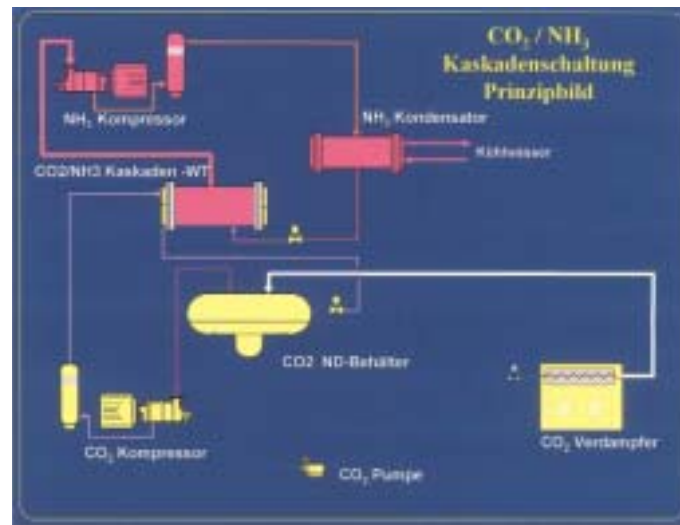 CO₂ / NH₃
Kaskadenschaltung
Prinzipbild
NH₃ Kompressor
NH₃ Kondensator
Kühlwasser
CO2/NH3 Kaskaden -WT
CO2 ND-Behälter
CO₂ Kompressor
CO₂ Verdampfer
CO₂ Pumpe